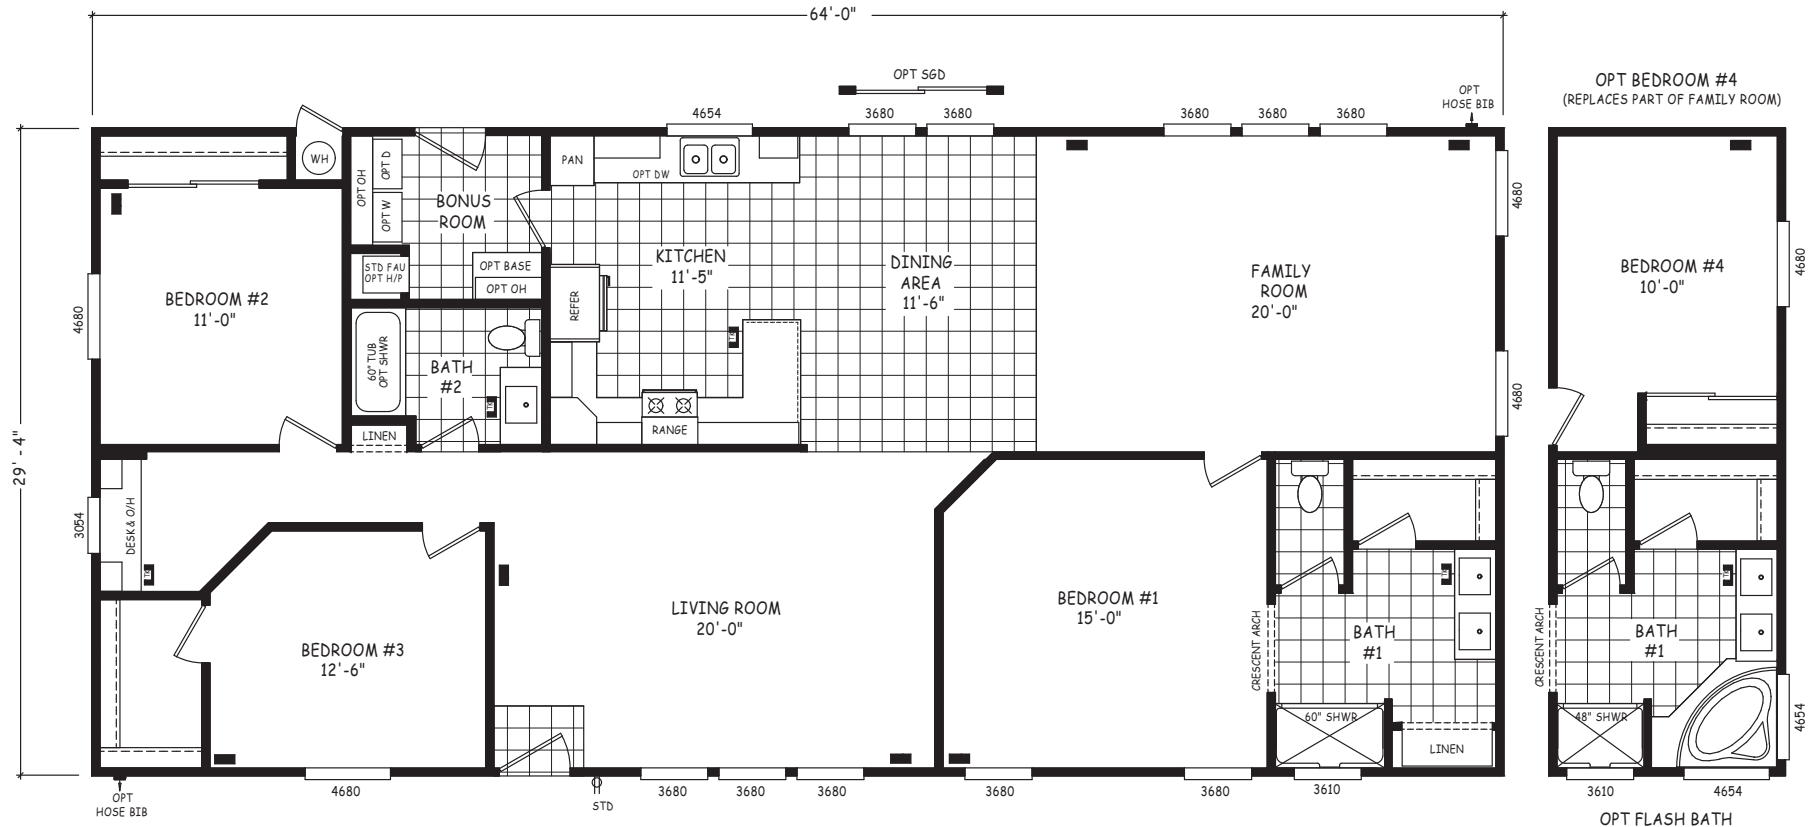 64'-0"
OPT SGD
OPT BEDROOM #4
(REPLACES PART OF FAMILY ROOM)
OPT
HOSE BIB
4654
3680
3680
3680
3680
3680
WH
OPT OH
OPT D
OPT W
BONUS
ROOM
PAN
OPT DW
4680
4680
STD FAU
OPT H/P
OPT BASE
OPT OH
KITCHEN
11'-5"
DINING
AREA
11'-6"
FAMILY
ROOM
20'-0"
BEDROOM #4
10'-0"
BEDROOM #2
11'-0"
4680
REFER
60" TUB
OPT SHWR
BATH
#2
4680
RANGE
LINEN
29'-4"
3054
DESK & O/H
LIVING ROOM
20'-0"
BEDROOM #1
15'-0"
BEDROOM #3
12'-6"
CRESCENT ARCH
BATH
#1
CRESCENT ARCH
BATH
#1
60" SHWR
LINEN
48" SHWR
4654
OPT
HOSE BIB
4680
STD
3680
3680
3680
3680
3680
3610
3610
4654
OPT FLASH BATH